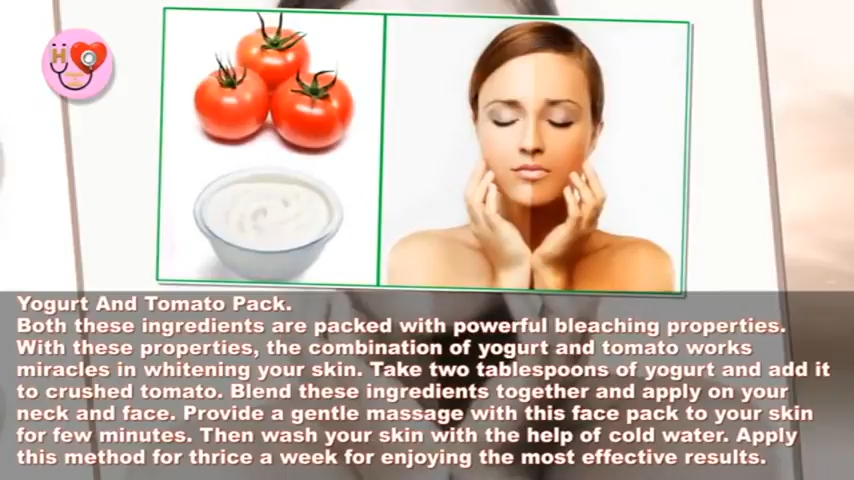 H
Yogurt And Tomato Pack.
Both these ingredients are packed with powerful bleaching properties.
With these properties, the combination of yogurt and tomato works
miracles in whitening your skin. Take two tablespoons of yogurt and add it
to crushed tomato. Blend these ingredients together and apply on your
neck and face. Provide a gentle massage with this face pack to your skin
for few minutes. Then wash your skin with the help of cold water. Apply
this method for thrice a week for enjoying the most effective results.